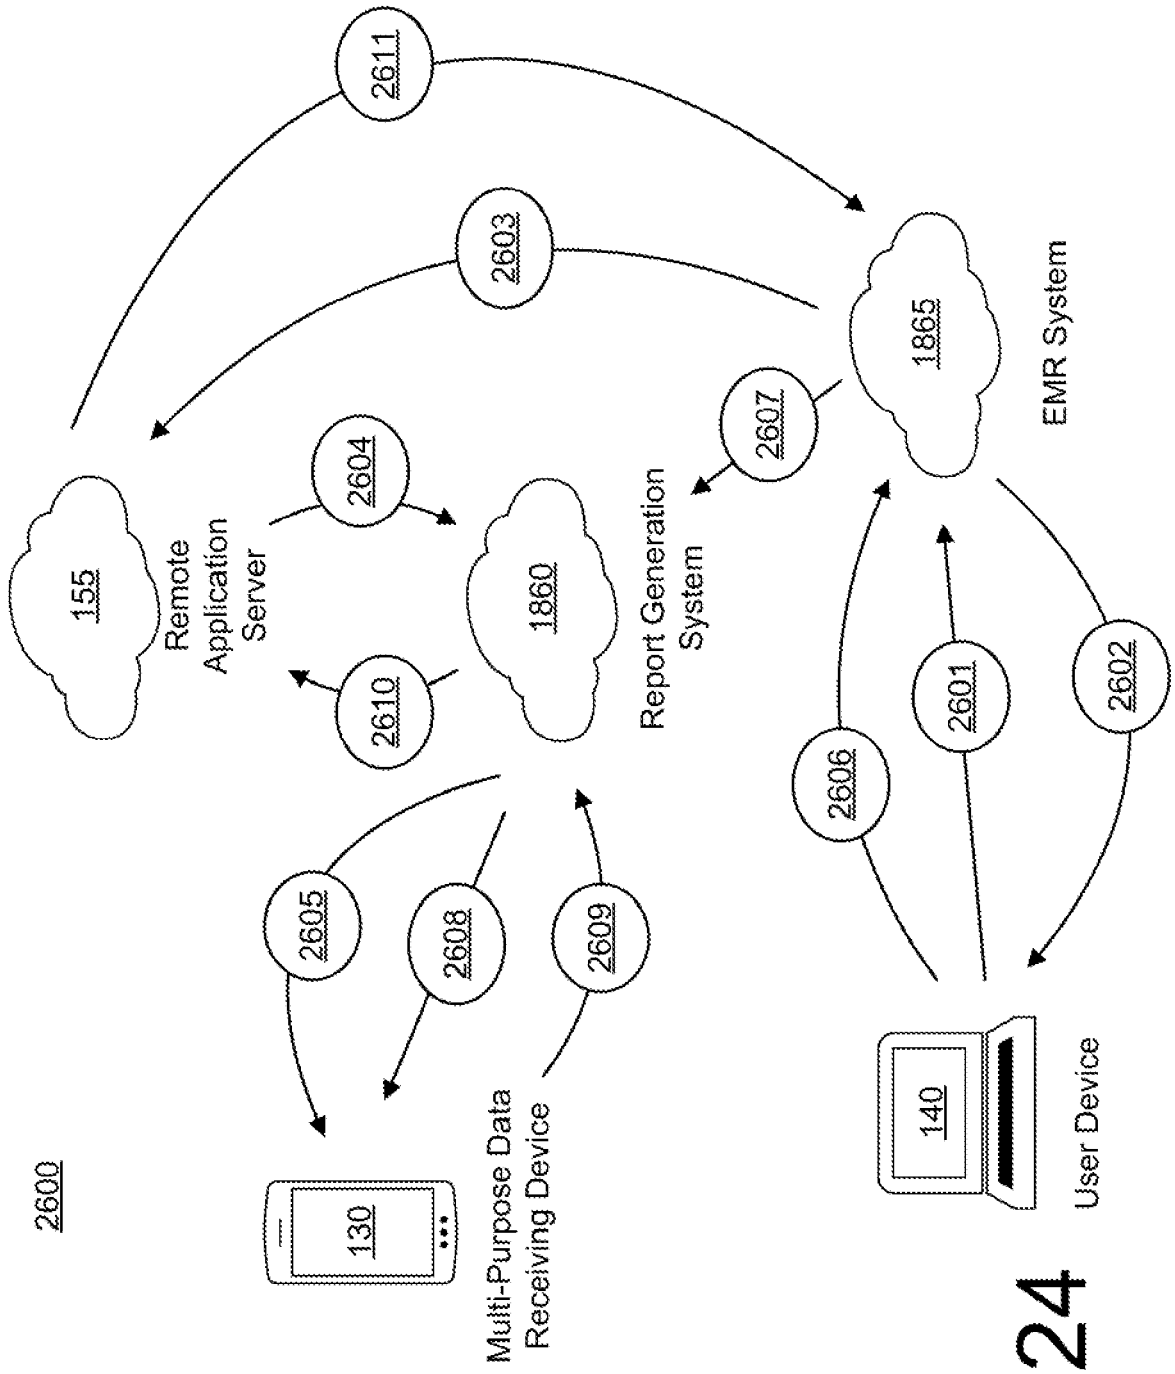 2600
130
Multi-Purpose Data
Receiving Device
2605
2608
2609
155
Remote
Application
Server
2610
2604
1860
Report Generation
System
2611
2603
2607
1865
EMR System
2606
2601
2602
140
User Device
24